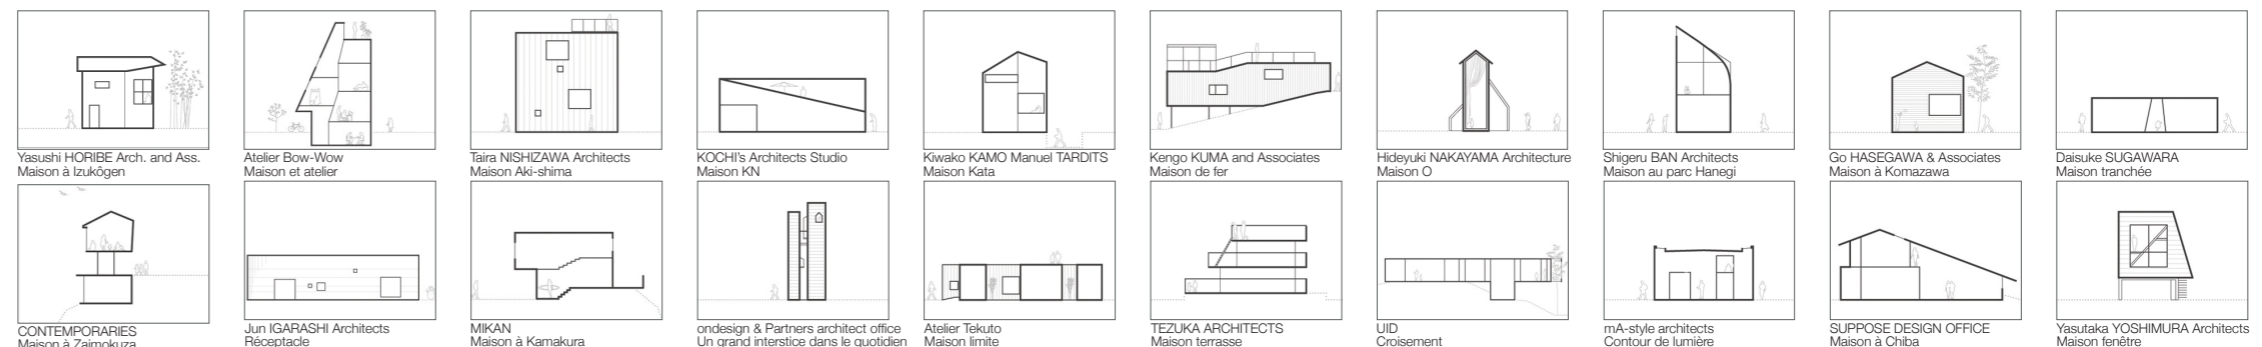 Yasushi HORIBE Arch. and Ass.
Maison à Izukôgen
Atelier Bow-Wow
Maison et atelier
Taira NISHIZAWA Architects
Maison Aki-shima
KOCHI's Architects Studio
Maison KN
Kiwako KAMO Manuel TARDITS
Maison Kata
Kengo KUMA and Associates
Maison de fer
Hideyuki NAKAYAMA Architecture
Maison O
Shigeru BAN Architects
Maison au parc Hanegi
Go HASEGAWA & Associates
Maison à Komazawa
Daisuke SUGAWARA
Maison tranchée
CONTEMPORARIES
Maison à Zaimokuza
Jun IGARASHI Architects
Réceptacle
MIKAN
Maison à Kamakura
ondesign & Partners architect office
Un grand interstice dans le quotidien
Atelier Tekuto
Maison limite
TEZUKA ARCHITECTS
Maison terrasse
UID
Croisement
mA-style architects
Contour de lumière
SUPPOSE DESIGN OFFICE
Maison à Chiba
Yasutaka YOSHIMURA Architects
Maison fenêtre